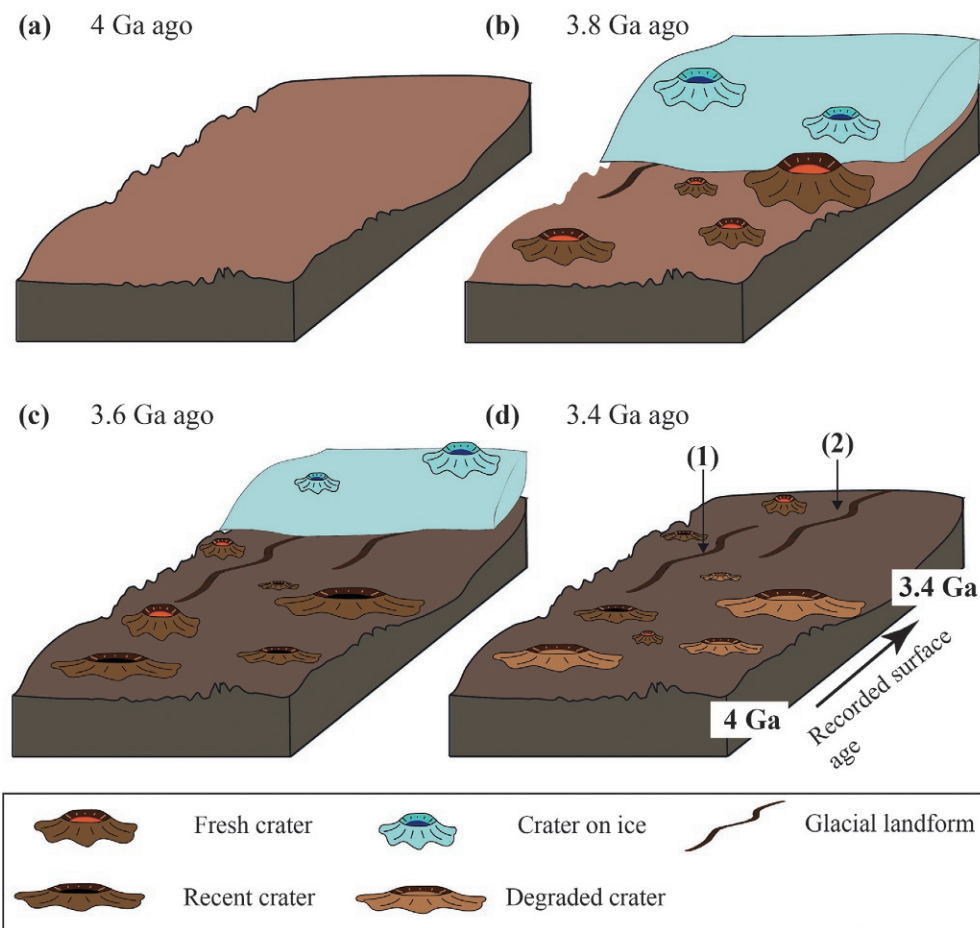 (a) 4 Ga ago
(b) 3.8 Ga ago
(c) 3.6 Ga ago
(d) 3.4 Ga ago
(1)
(2)
3.4 Ga
4 Ga
Recorded surface
age
Fresh crater
Crater on ice
Glacial landform
Recent crater
Degraded crater